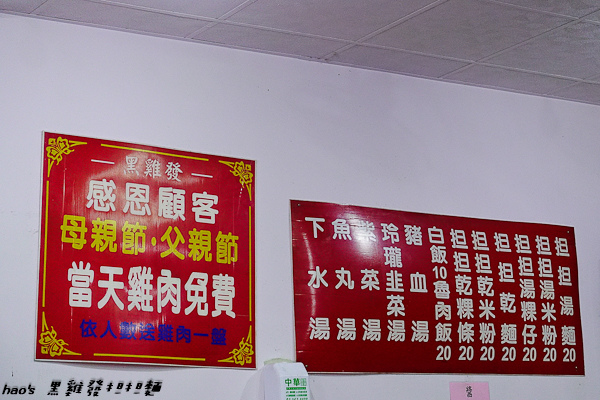 黑雞發
感恩顧客
母親節·父親節
當天雞肉免費
依人數送雞肉一盤
担担湯麵20
担担湯米粉20
担担湯粿仔20
担担乾麵20
担担乾米粉20
担担乾粿條20
白飯10魯肉飯20
豬血湯
玲瓏韭菜湯
紫菜湯
魚丸湯
下水湯
中華
hao's 黑雞發担担麵